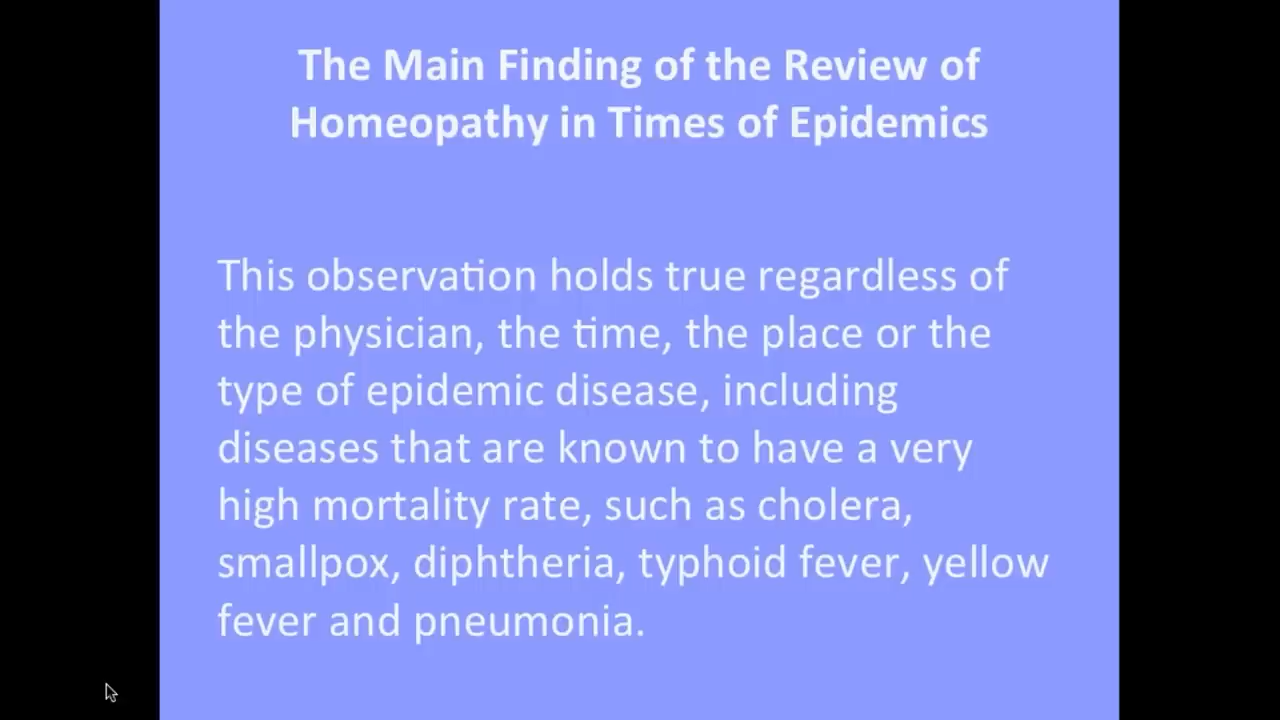 The Main Finding of the Review of
Homeopathy in Times of Epidemics
This observation holds true regardless of
the physician, the time, the place or the
type of epidemic disease, including
diseases that are known to have a very
high mortality rate, such as cholera,
smallpox, diphtheria, typhoid fever, yellow
fever and pneumonia.